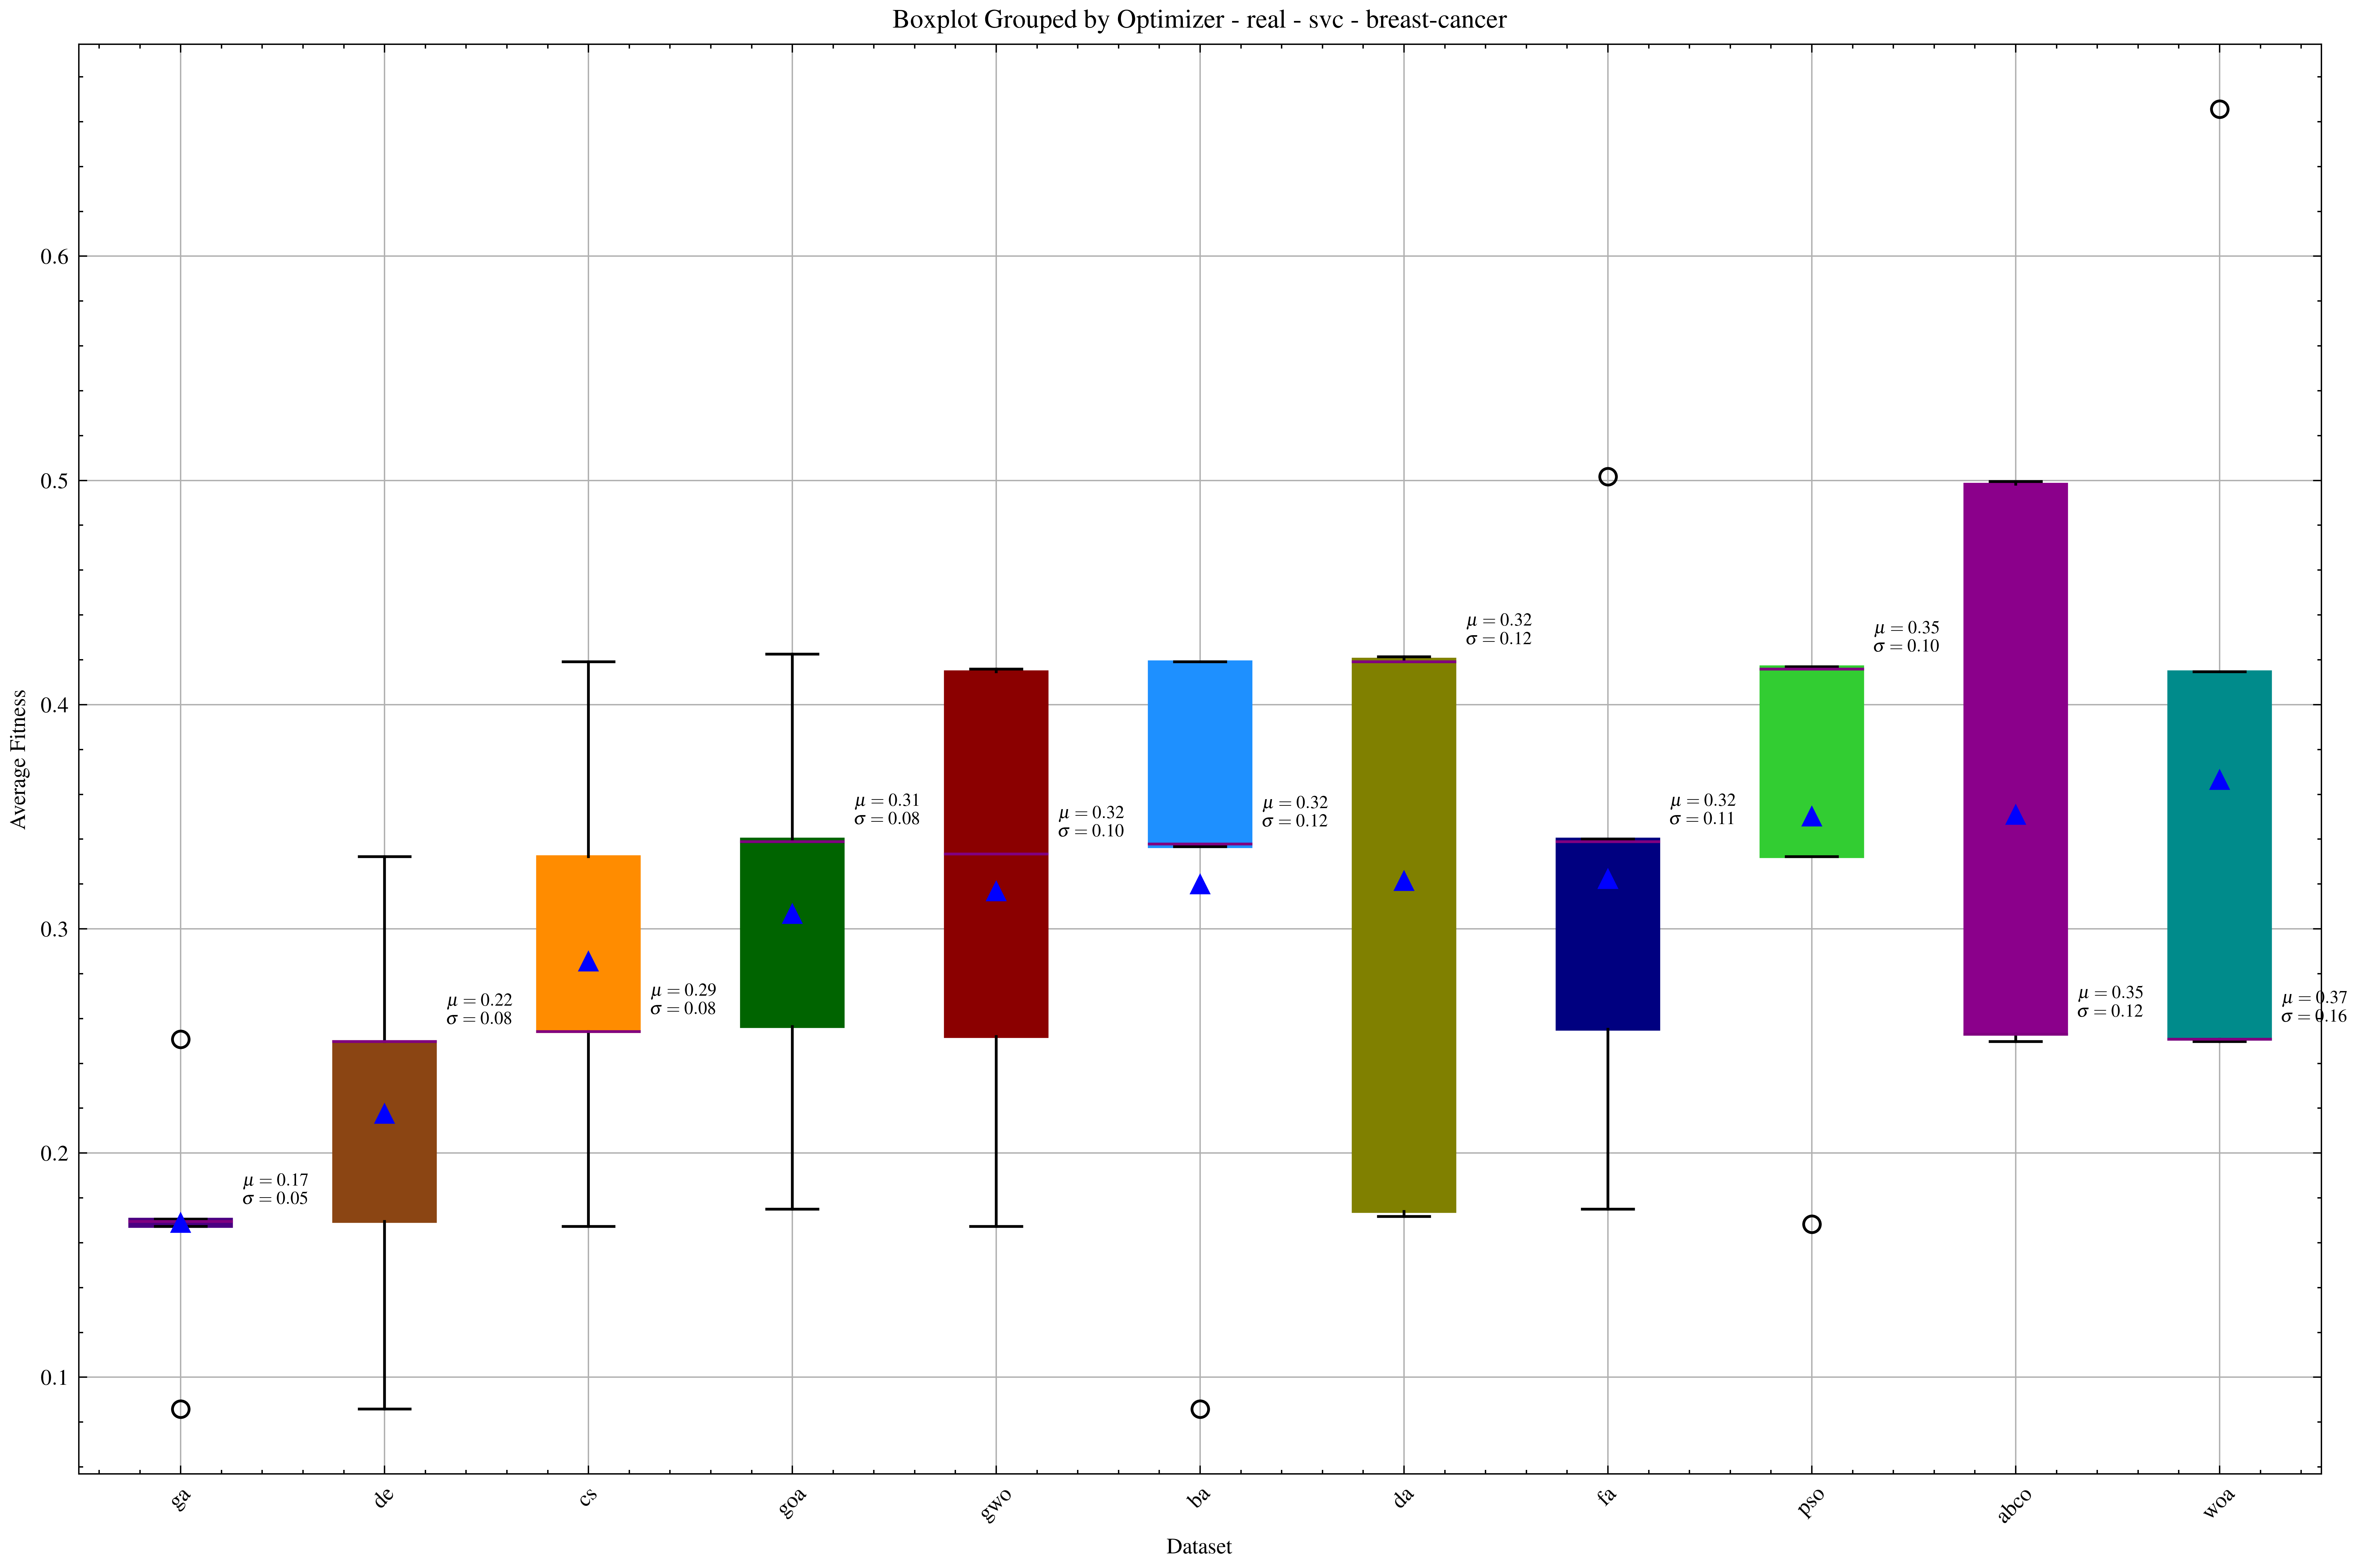 Boxplot Grouped by Optimizer - real - svc - breast-cancer
Average Fitness
0.6
0.5
0.4
0.3
0.2
0.1
μ = 0.17
σ = 0.05
μ = 0.22
σ = 0.08
μ = 0.29
σ = 0.08
μ = 0.31
σ = 0.08
μ = 0.32
σ = 0.10
μ = 0.32
σ = 0.12
μ = 0.32
σ = 0.12
μ = 0.32
σ = 0.11
μ = 0.35
σ = 0.10
μ = 0.35
σ = 0.12
μ = 0.37
σ = 0.16
ga
de
cs
goa
gwo
ba
da
fa
pso
abco
woa
Dataset